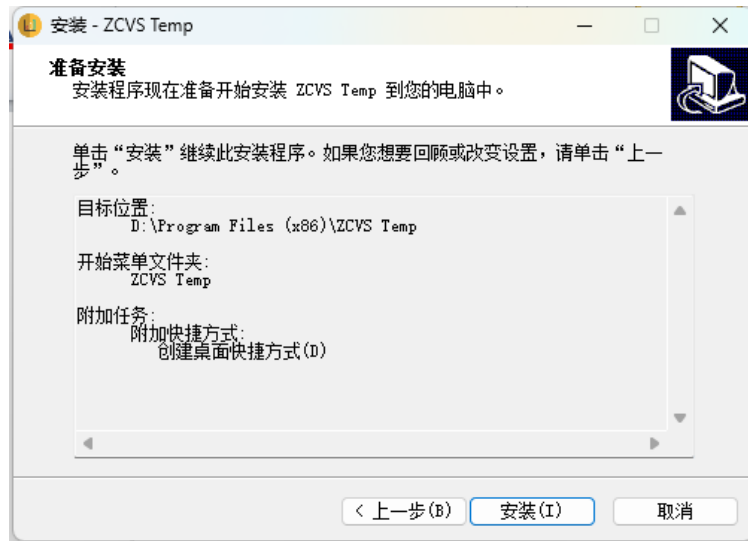 安装 - ZCVS Temp
准备安装
安装程序现在准备开始安装 ZCVS Temp 到您的电脑中。
单击“安装”继续此安装程序。如果您想要回顾或改变设置，请单击“上一
步”。
目标位置:
D:\Program Files (x86)\ZCVS Temp
开始菜单文件夹:
ZCVS Temp
附加任务:
附加快捷方式:
创建桌面快捷方式(D)
< 上一步(B)
安装(I)
取消